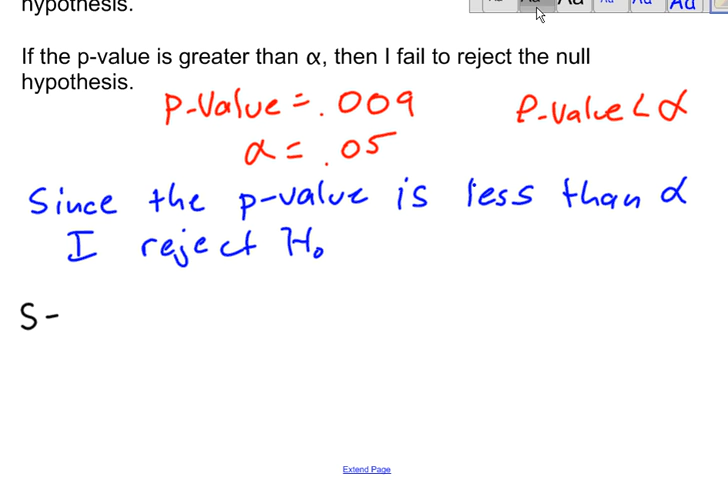 hypothesis.
If the p-value is greater than α, then I fail to reject the null
hypothesis.
P-Value = .009 P-Value < α
α = .05
Since the p-value is less than α
I reject H₀
S-
Extend Page